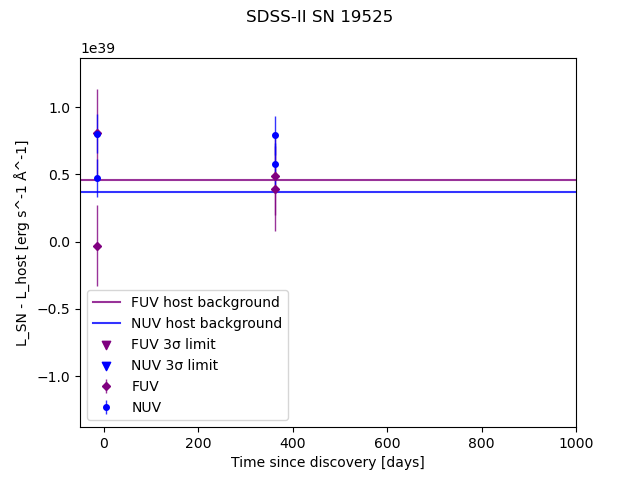 SDSS-II SN 19525
1e39
1.0
0.5
0.0
−0.5
−1.0
L_SN - L_host [erg s^-1 Å^-1]
FUV host background
NUV host background
FUV 3σ limit
NUV 3σ limit
FUV
NUV
0 200 400 600 800 1000
Time since discovery [days]